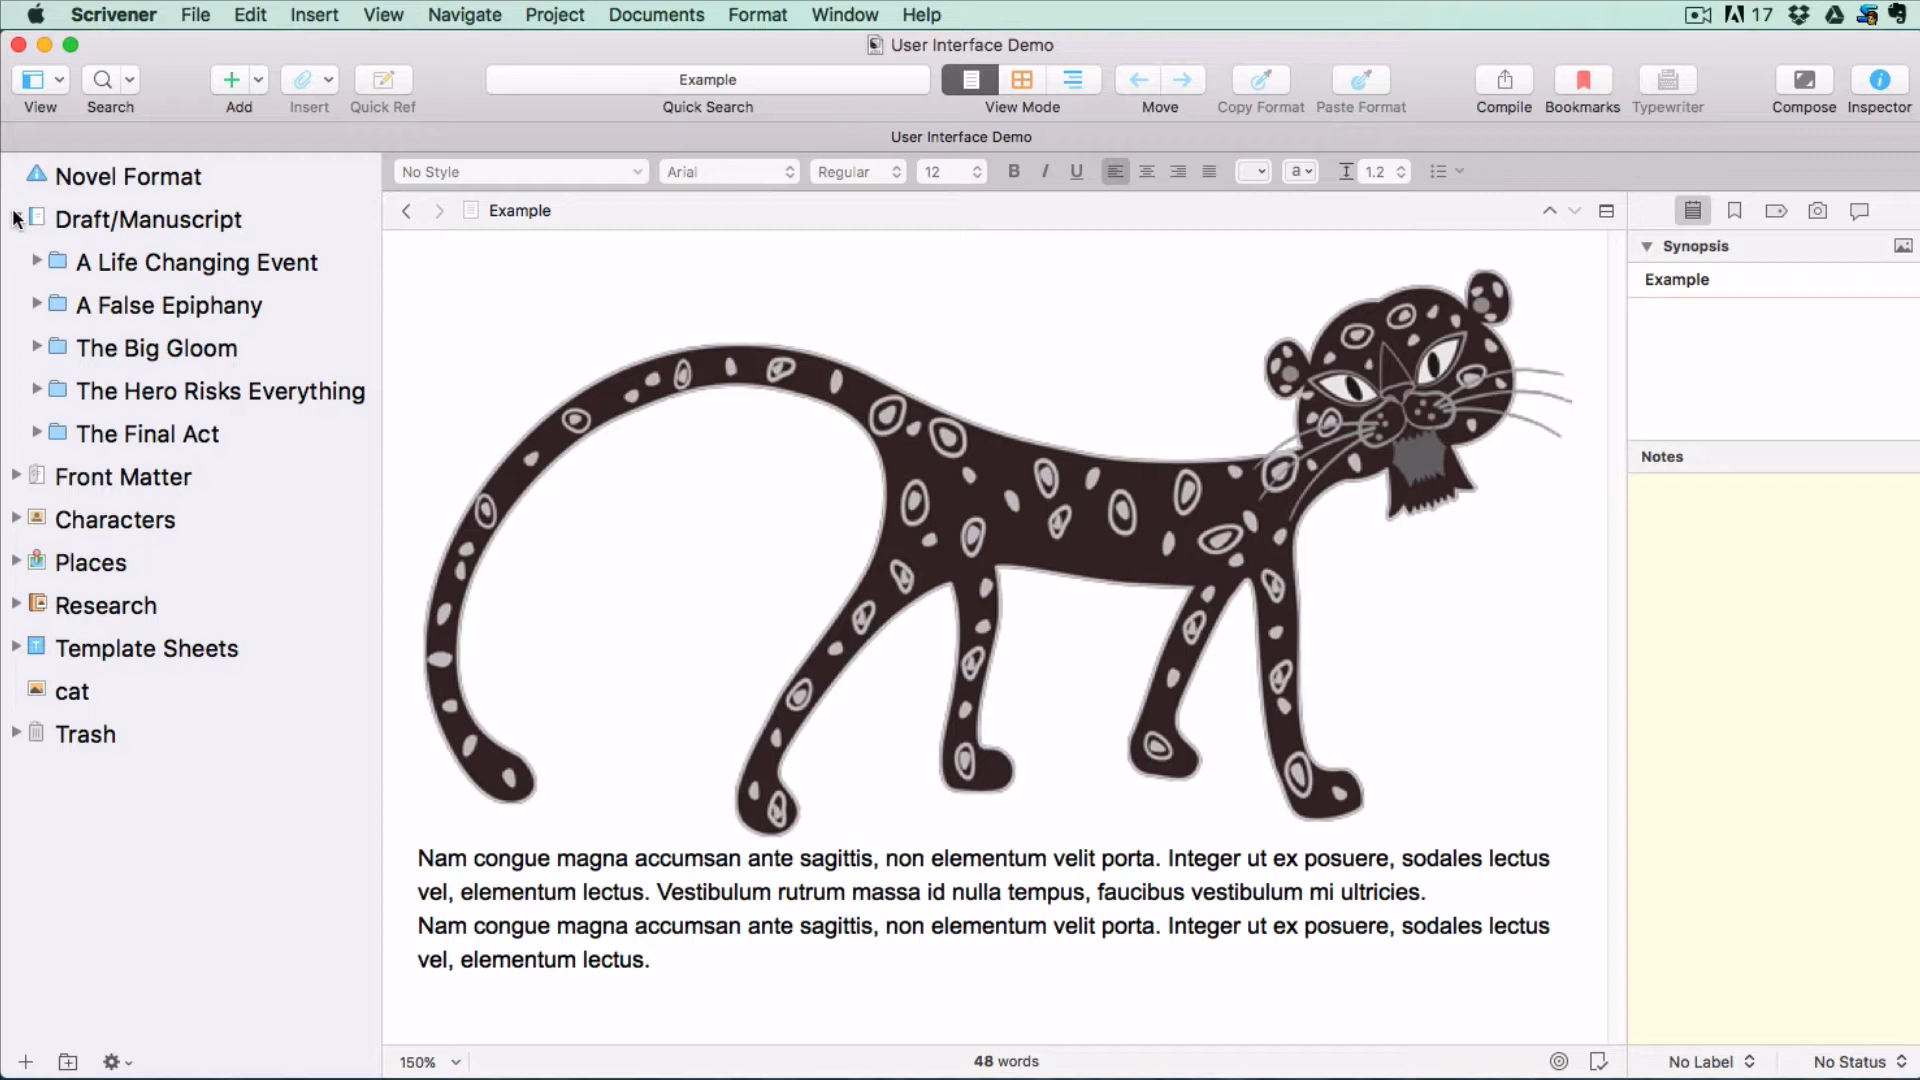 Scrivener File Edit Insert View Navigate Project Documents Format Window Help 17
User Interface Demo
Example
View Search Add Insert Quick Ref Quick Search View Mode Move Copy Format Paste Format Compile Bookmarks Typewriter Compose Inspector
User Interface Demo
No Style Arial Regular 12 B I U a 1.2
Example
Novel Format
Draft/Manuscript
A Life Changing Event
A False Epiphany
The Big Gloom
The Hero Risks Everything
The Final Act
Front Matter
Characters
Places
Research
Template Sheets
cat
Trash
Nam congue magna accumsan ante sagittis, non elementum velit porta. Integer ut ex posuere, sodales lectus
vel, elementum lectus. Vestibulum rutrum massa id nulla tempus, faucibus vestibulum mi ultricies.
Nam congue magna accumsan ante sagittis, non elementum velit porta. Integer ut ex posuere, sodales lectus
vel, elementum lectus.
Synopsis
Example
Notes
150% 48 words No Label No Status